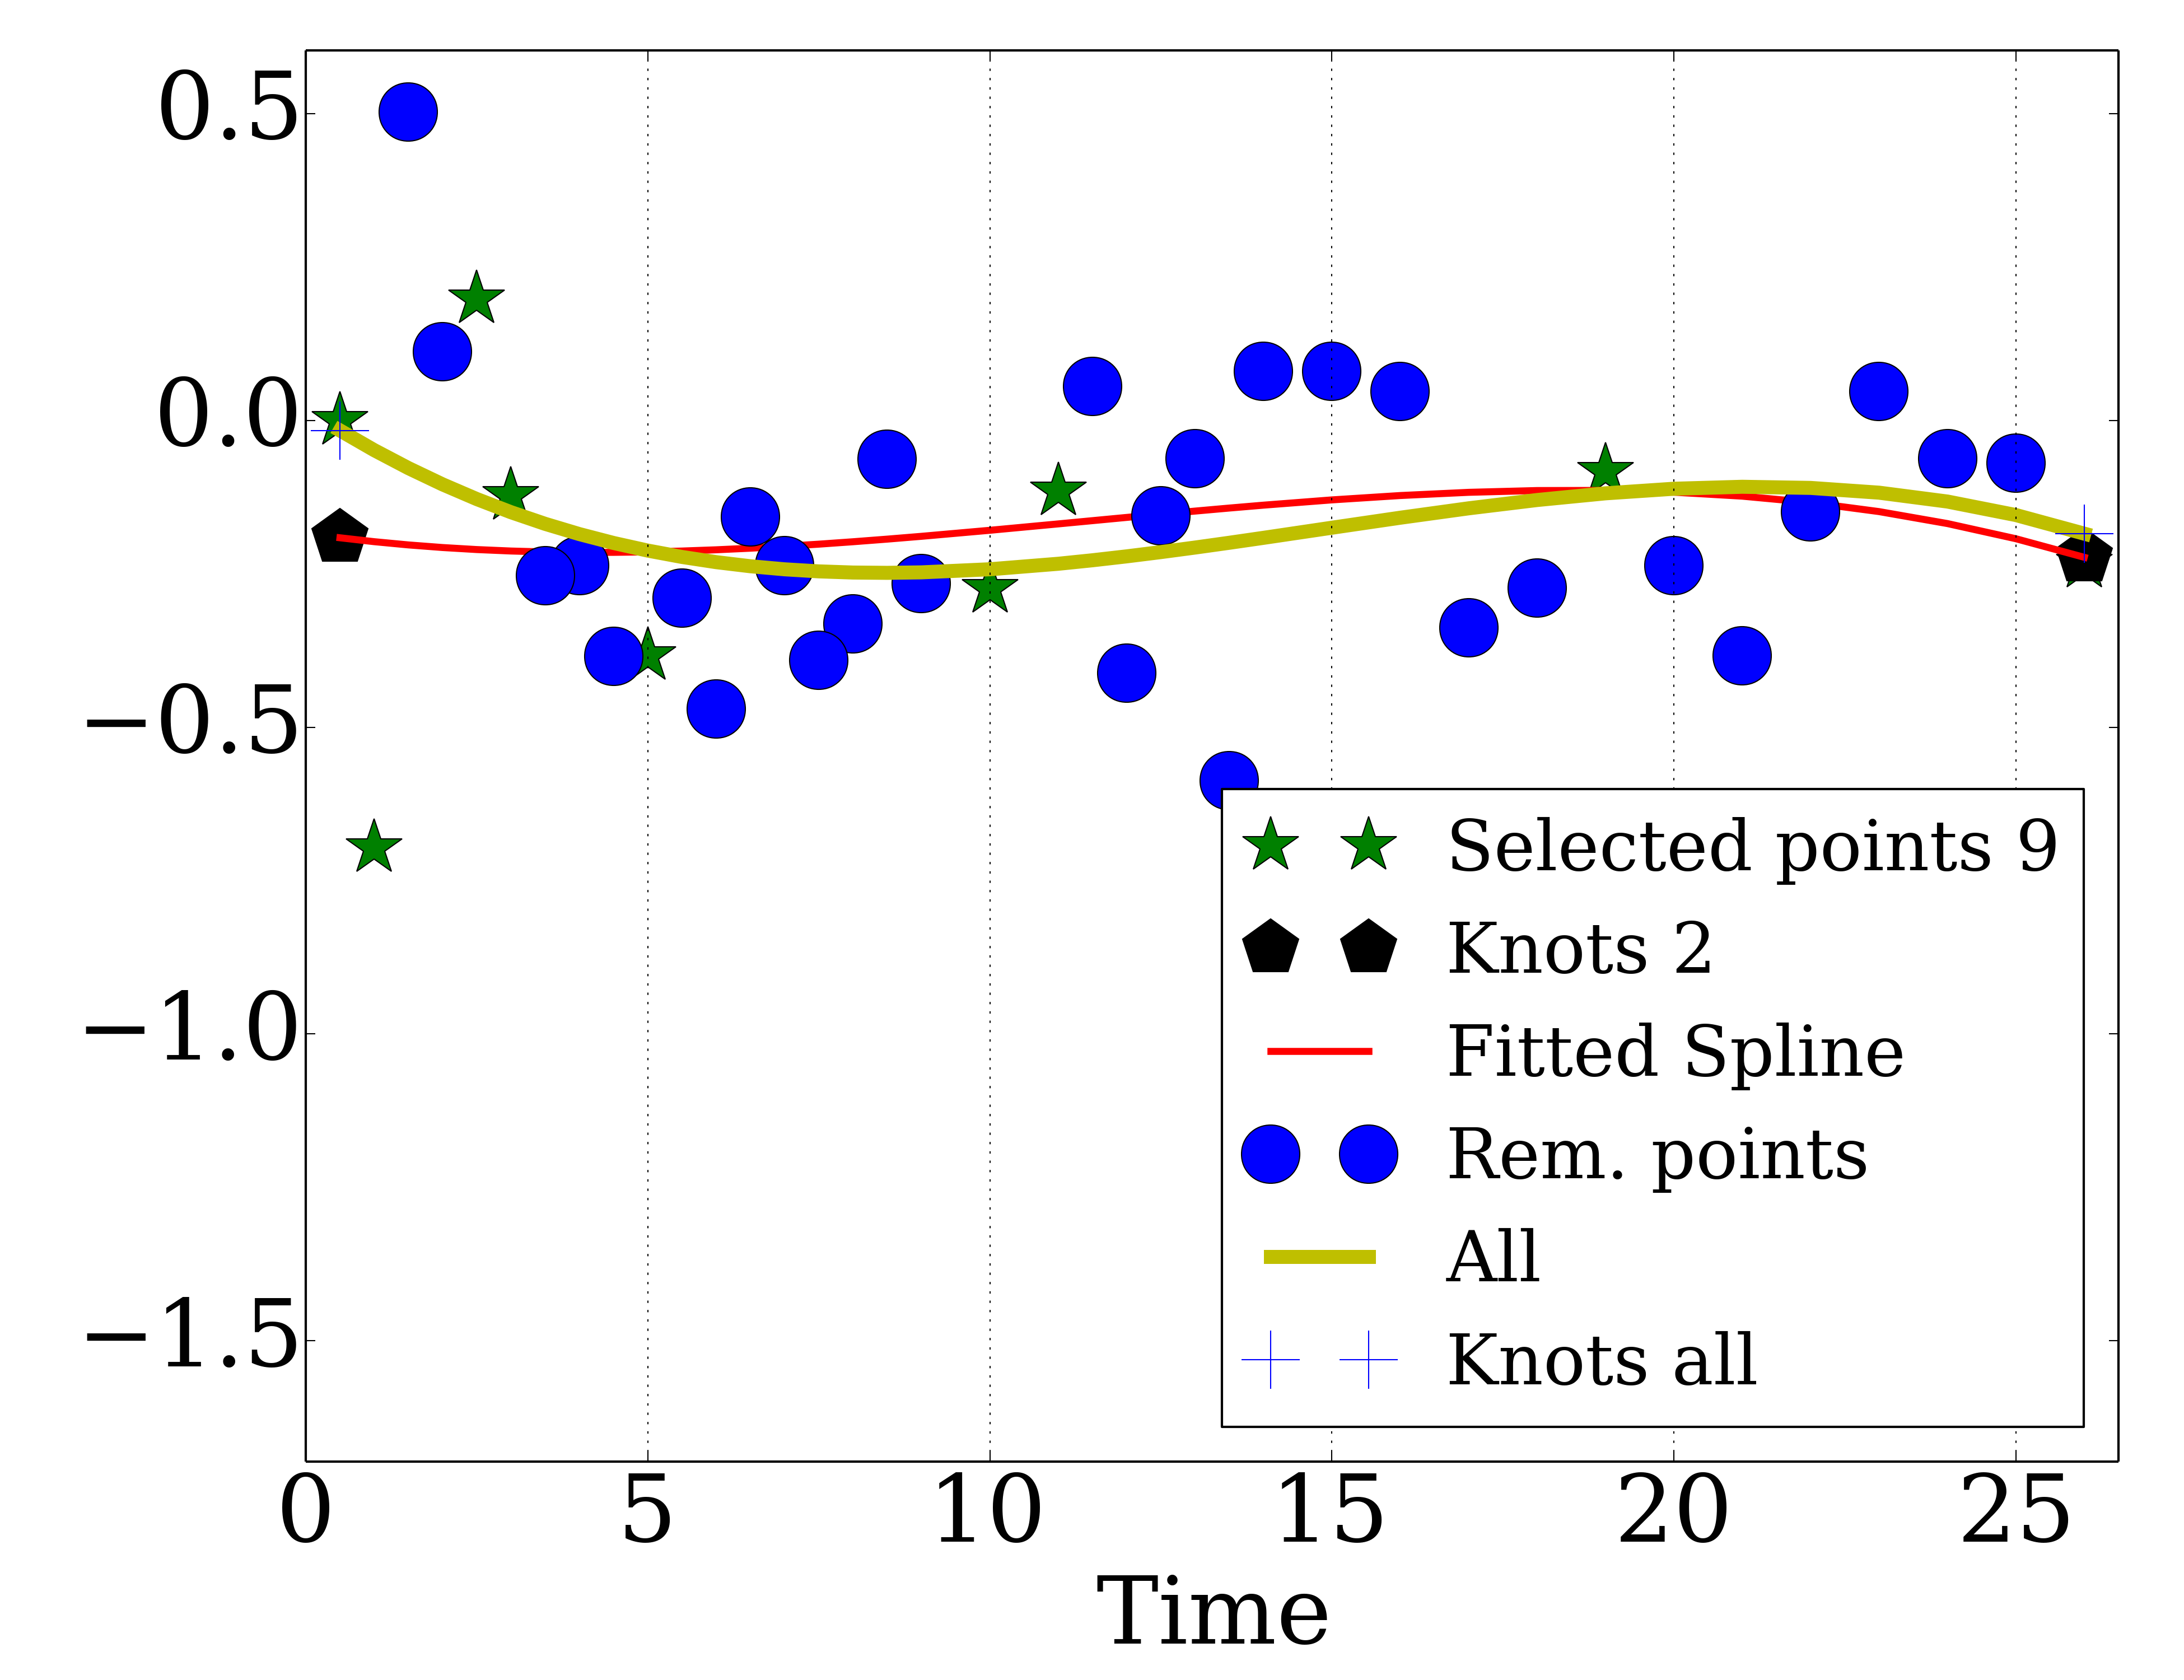 0.5
0.0
−0.5
−1.0
−1.5
Selected points 9
Knots 2
Fitted Spline
Rem. points
All
Knots all
0 5 10 15 20 25
Time